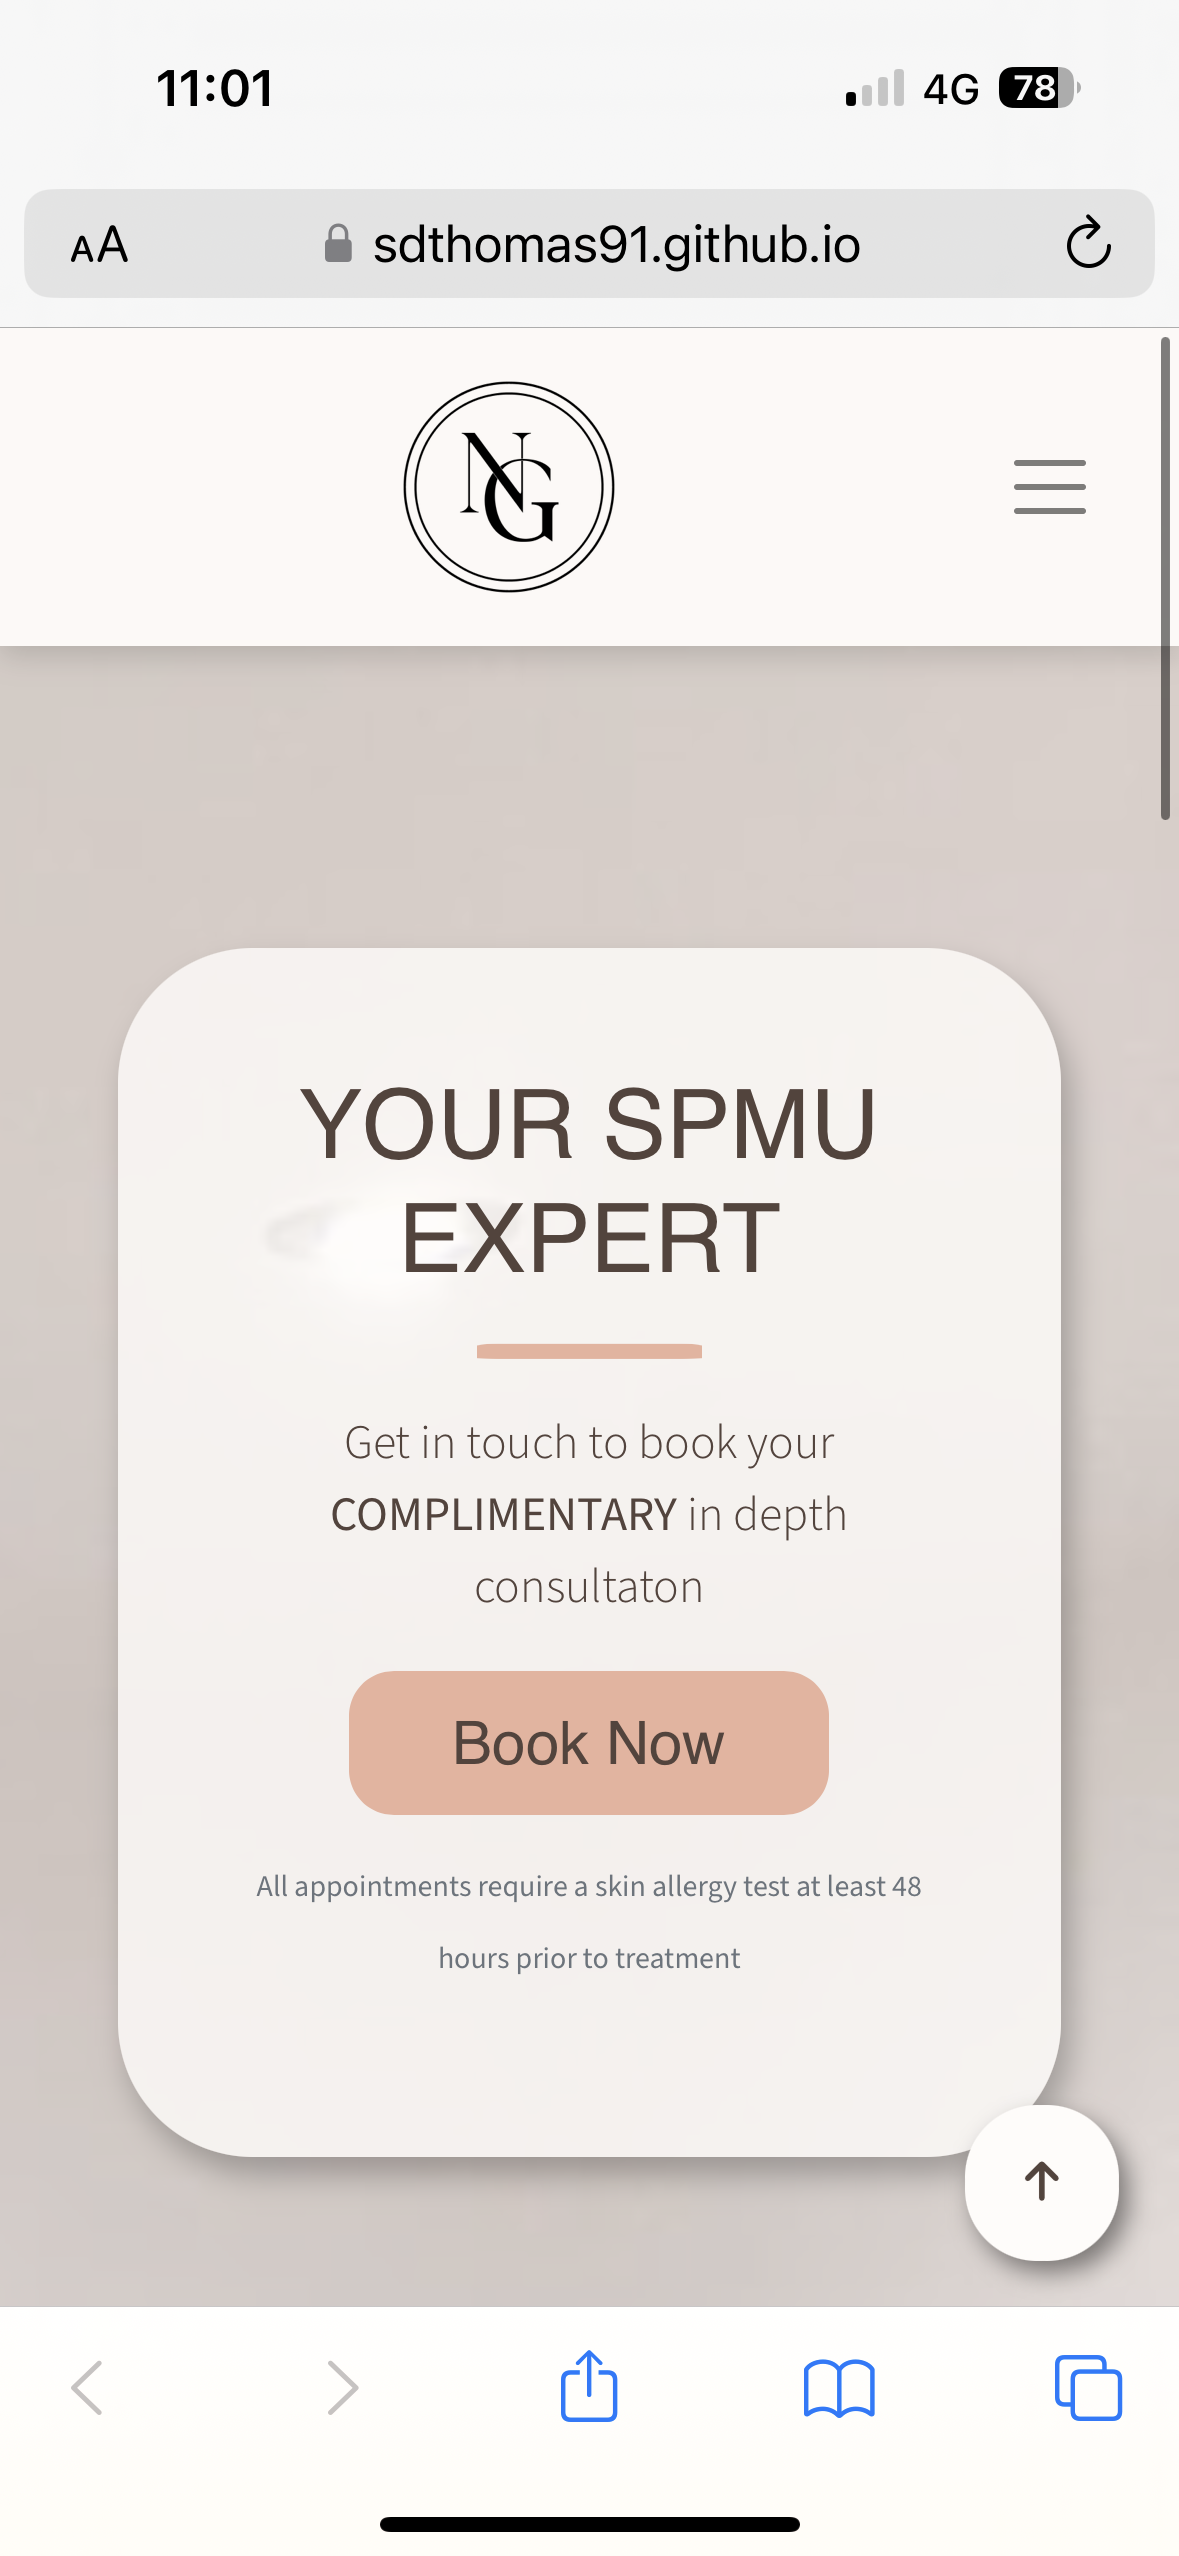 11:01 4G 78
AA sdthomas91.github.io
NG
YOUR SPMU
EXPERT
Get in touch to book your
COMPLIMENTARY in depth
consultaton
Book Now
All appointments require a skin allergy test at least 48
hours prior to treatment